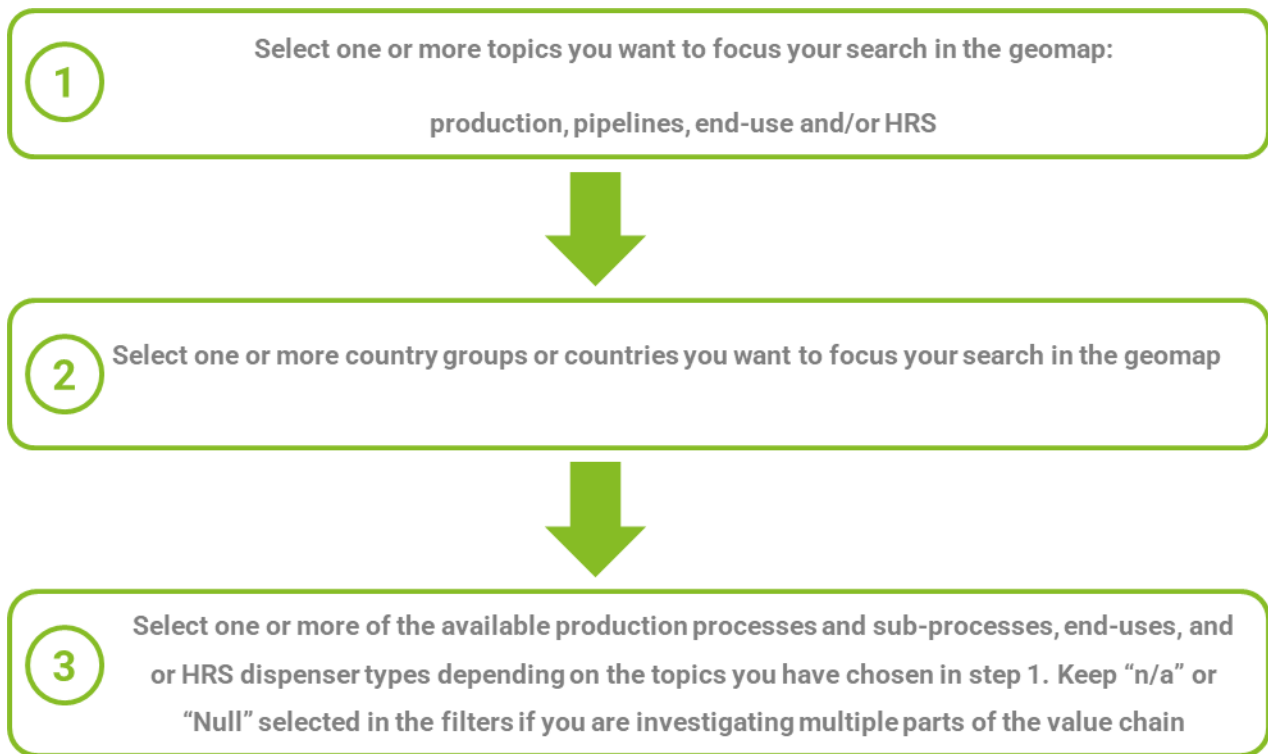 1
Select one or more topics you want to focus your search in the geomap:
production, pipelines, end-use and/or HRS
2
Select one or more country groups or countries you want to focus your search in the geomap
3
Select one or more of the available production processes and sub-processes, end-uses, and
or HRS dispenser types depending on the topics you have chosen in step 1. Keep “n/a” or
“Null” selected in the filters if you are investigating multiple parts of the value chain